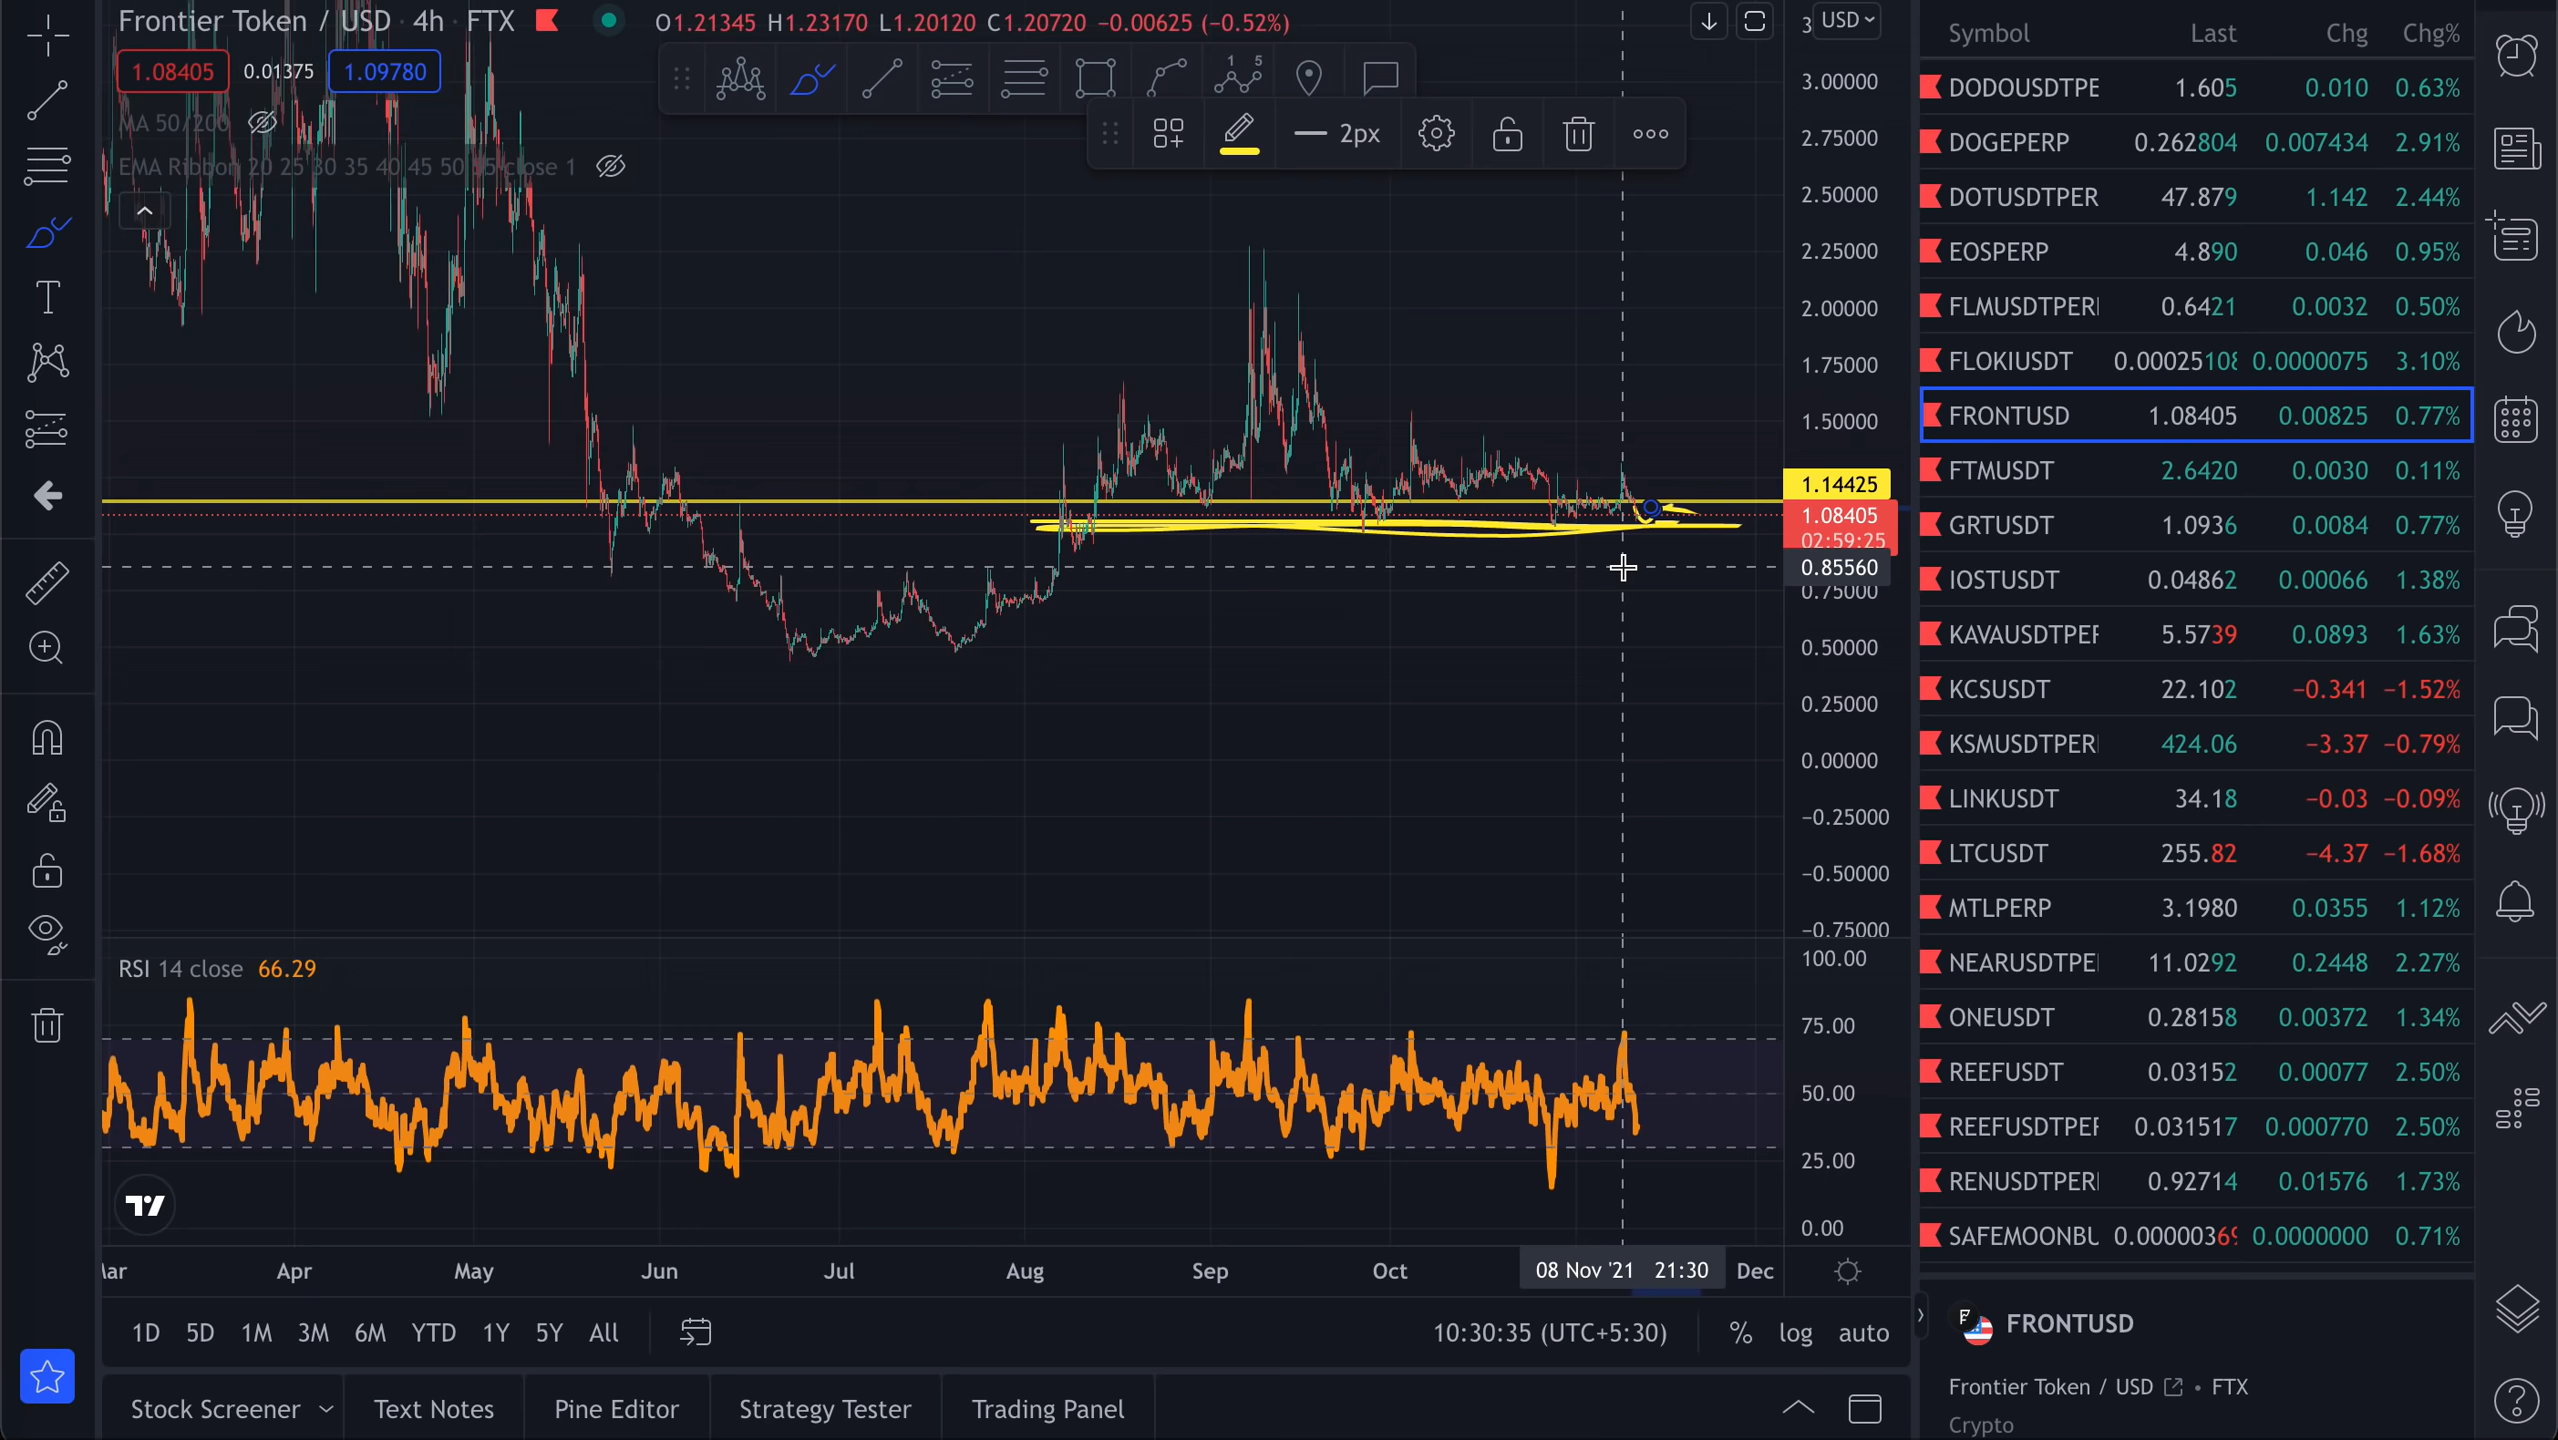 Frontier Token / USD · 4h · FTX
O1.21345 H1.23170 L1.20120 C1.20720 −0.00625 (−0.52%)
1.08405 0.01375 1.09780
MA 50/200
EMA Ribbon 20 25 30 35 40 45 50 55 close 1
2px
USD
3.00000
2.75000
2.50000
2.25000
2.00000
1.75000
1.50000
1.14425
1.08405
02:59:25
0.85560
0.75000
0.50000
0.25000
0.00000
−0.25000
−0.50000
−0.75000
RSI 14 close 66.29
100.00
75.00
50.00
25.00
0.00
Apr May Jun Jul Aug Sep Oct 08 Nov '21 21:30 Dec
1D 5D 1M 3M 6M YTD 1Y 5Y All
10:30:35 (UTC+5:30) % log auto
Stock Screener Text Notes Pine Editor Strategy Tester Trading Panel
Symbol Last Chg Chg%
DODOUSDTPE 1.605 0.010 0.63%
DOGEPERP 0.262804 0.007434 2.91%
DOTUSDTPER 47.879 1.142 2.44%
EOSPERP 4.890 0.046 0.95%
FLMUSDTPER 0.6421 0.0032 0.50%
FLOKIUSDT 0.00025108 0.0000075 3.10%
FRONTUSD 1.08405 0.00825 0.77%
FTMUSDT 2.6420 0.0030 0.11%
GRTUSDT 1.0936 0.0084 0.77%
IOSTUSDT 0.04862 0.00066 1.38%
KAVAUSDTPEF 5.5739 0.0893 1.63%
KCSUSDT 22.102 −0.341 −1.52%
KSMUSDTPER 424.06 −3.37 −0.79%
LINKUSDT 34.18 −0.03 −0.09%
LTCUSDT 255.82 −4.37 −1.68%
MTLPERP 3.1980 0.0355 1.12%
NEARUSDTPE 11.0292 0.2448 2.27%
ONEUSDT 0.28158 0.00372 1.34%
REEFUSDT 0.03152 0.00077 2.50%
REEFUSDTPEF 0.031517 0.000770 2.50%
RENUSDTPER 0.92714 0.01576 1.73%
SAFEMOONBU 0.00000369 0.0000000 0.71%
FRONTUSD
Frontier Token / USD • FTX
Crypto